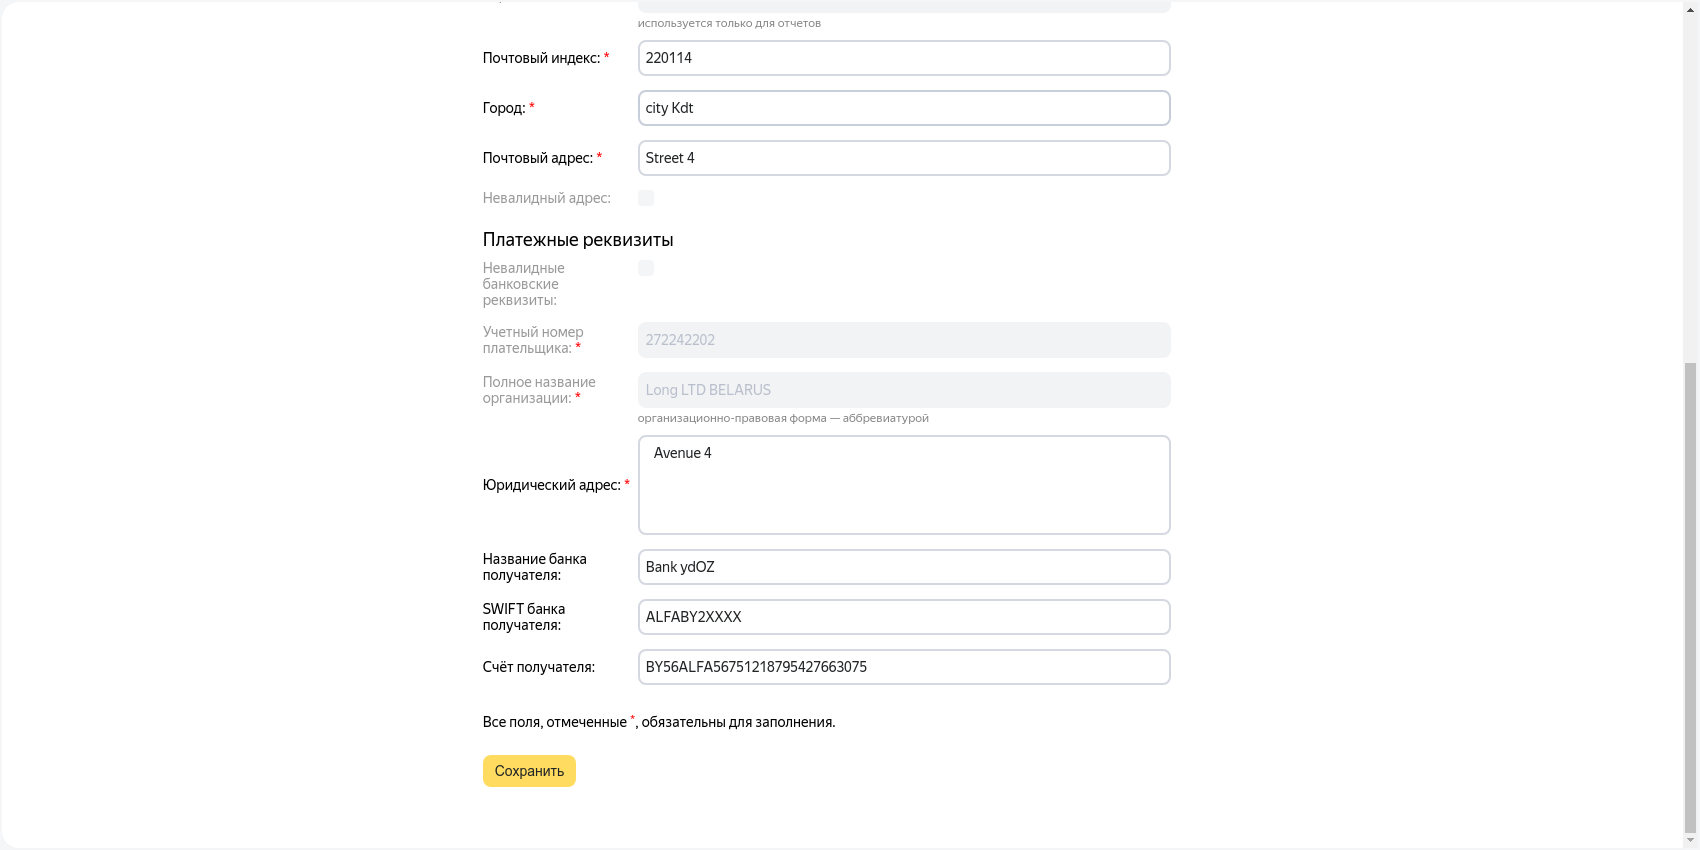 используется только для отчетов
Почтовый индекс: * 220114
Город: * city Kdt
Почтовый адрес: * Street 4
Невалидный адрес:
Платежные реквизиты
Невалидные
банковские
реквизиты:
Учетный номер
плательщика: *
272242202
Полное название
организации: *
Long LTD BELARUS
организационно-правовая форма — аббревиатурой
Юридический адрес: *
Avenue 4
Название банка
получателя:
Bank ydOZ
SWIFT банка
получателя:
ALFABY2XXXX
Счёт получателя: BY56ALFA56751218795427663075
Все поля, отмеченные *, обязательны для заполнения.
Сохранить